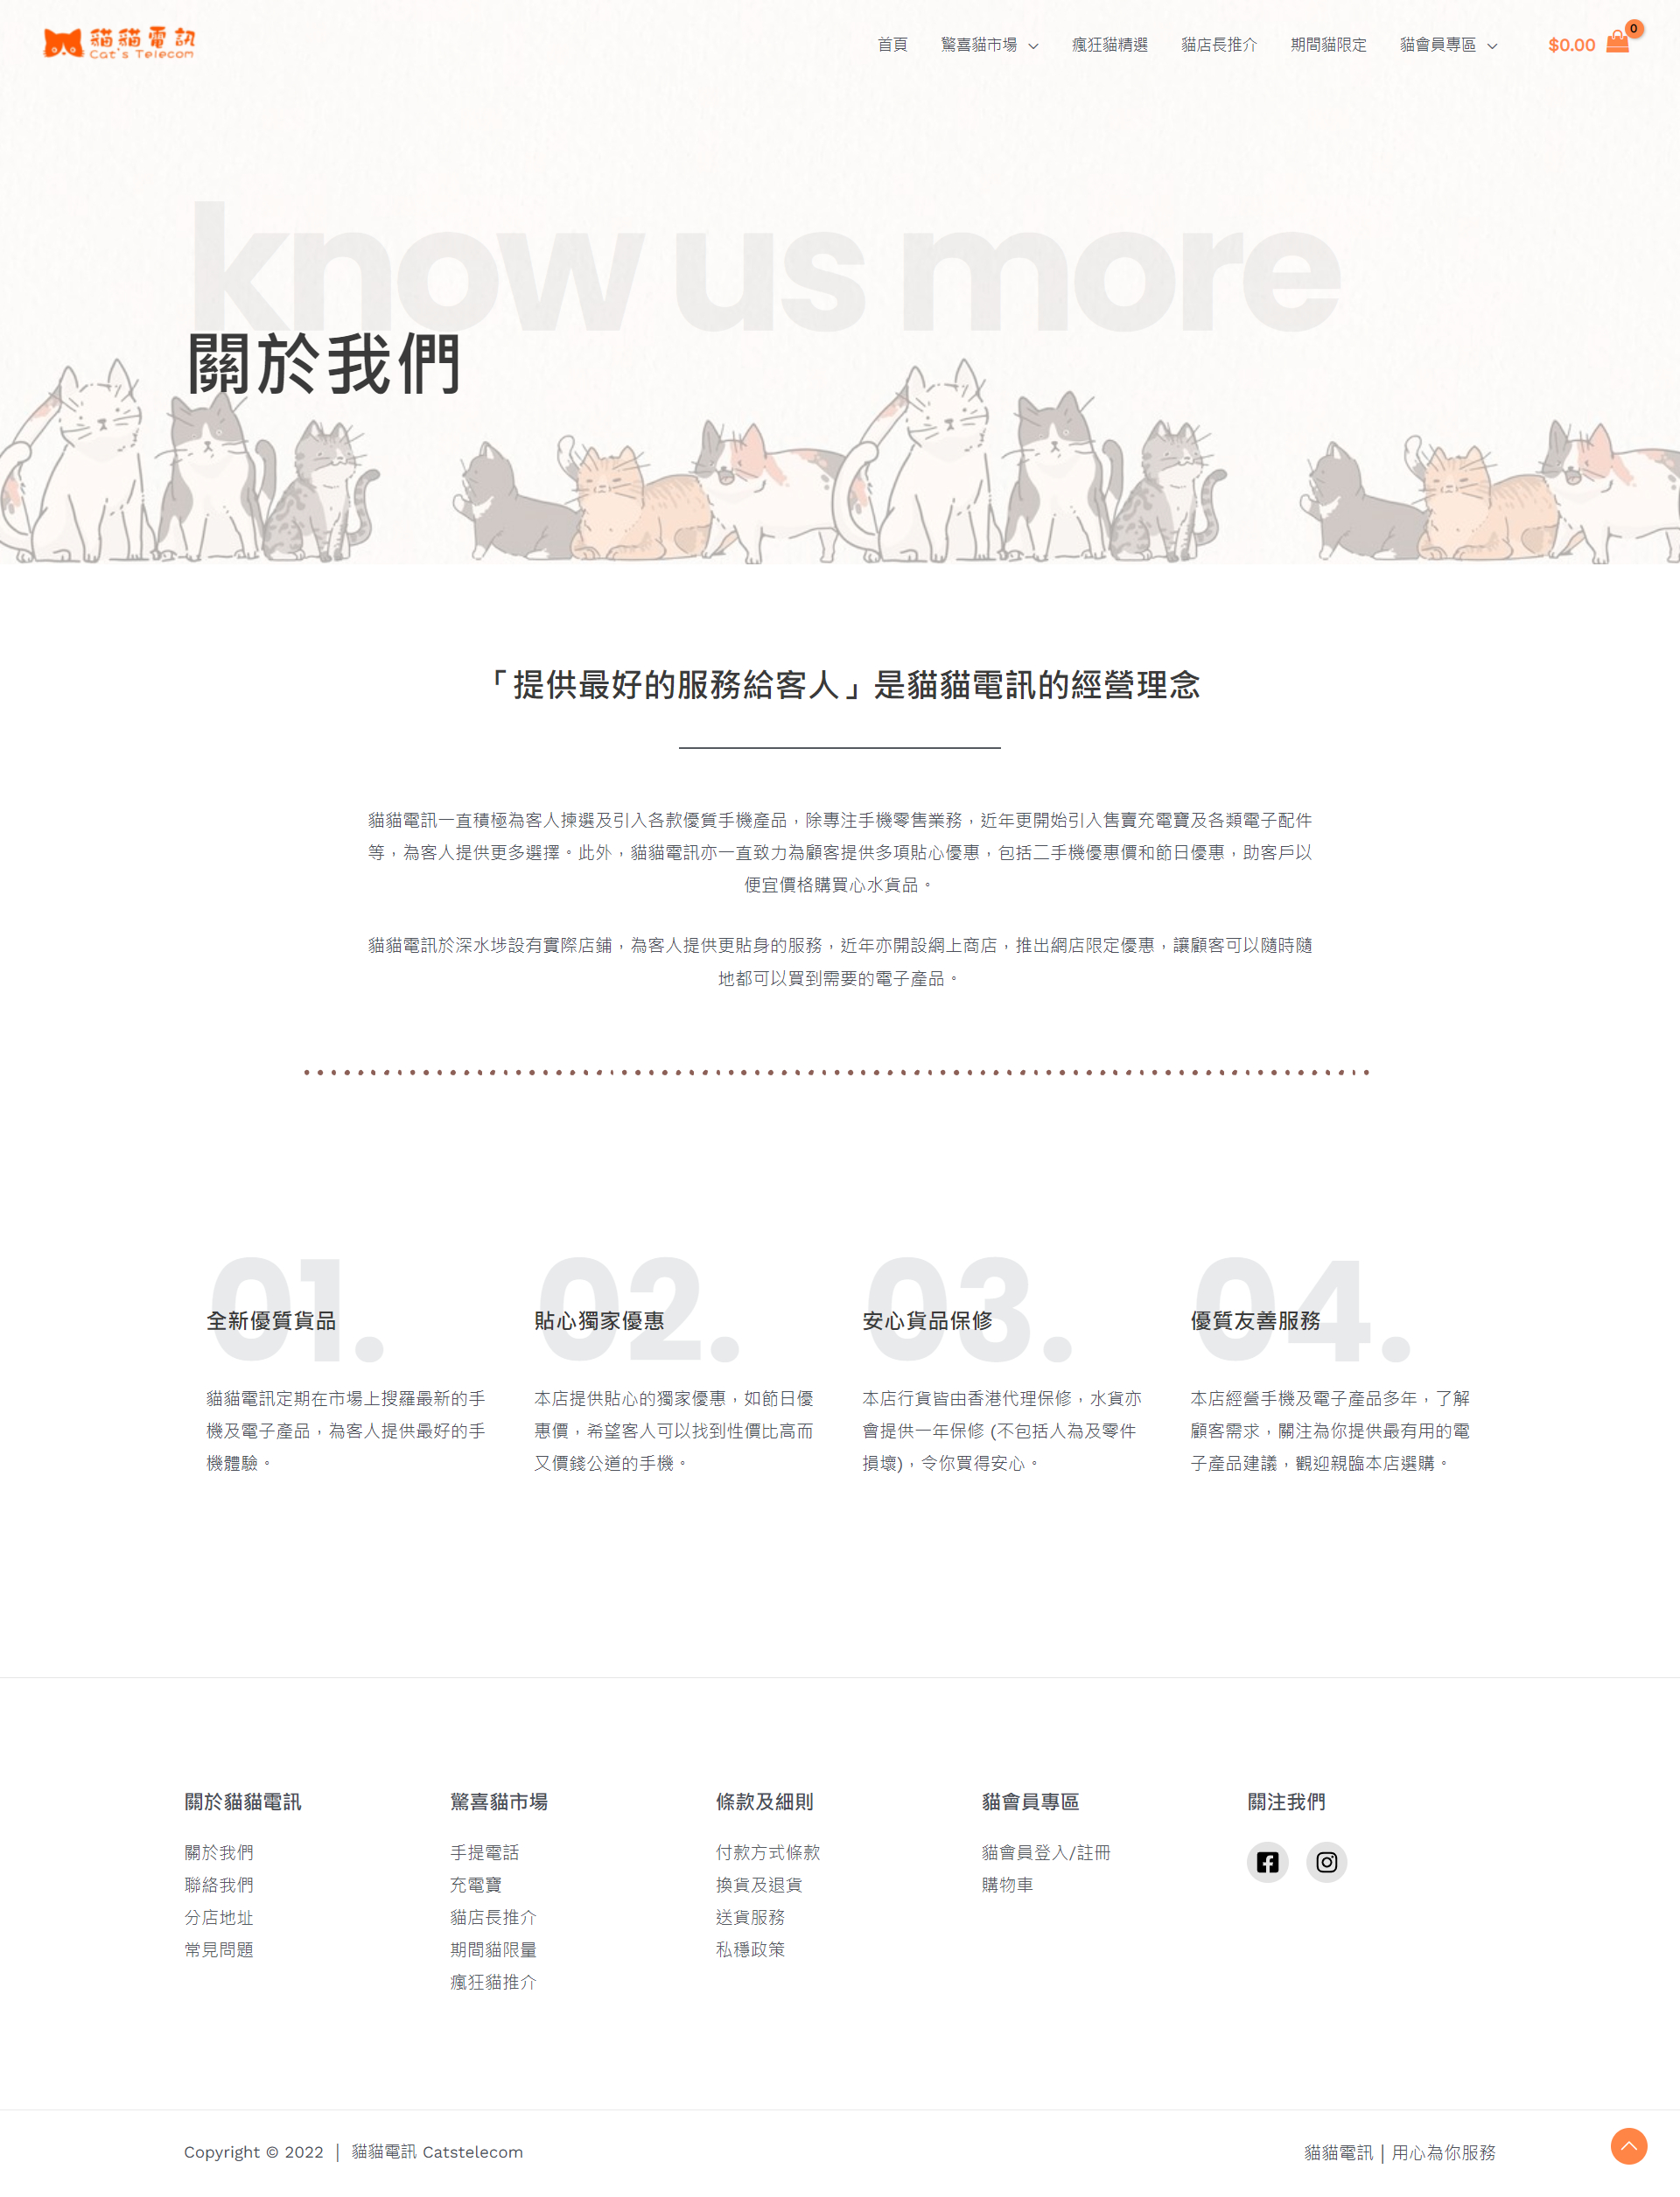 貓貓電訊
Cat's Telecom
首頁
驚喜貓市場
瘋狂貓精選
貓店長推介
期間貓限定
貓會員專區
$0.00
0
know us more
關於我們
「提供最好的服務給客人」是貓貓電訊的經營理念
貓貓電訊一直積極為客人揀選及引入各款優質手機產品，除專注手機零售業務，近年更開始引入售賣充電寶及各類電子配件
等，為客人提供更多選擇。此外，貓貓電訊亦一直致力為顧客提供多項貼心優惠，包括二手機優惠價和節日優惠，助客戶以
便宜價格購買心水貨品。
貓貓電訊於深水埗設有實際店鋪，為客人提供更貼身的服務，近年亦開設網上商店，推出網店限定優惠，讓顧客可以隨時隨
地都可以買到需要的電子產品。
01.
全新優質貨品
貓貓電訊定期在市場上搜羅最新的手
機及電子產品，為客人提供最好的手
機體驗。
02.
貼心獨家優惠
本店提供貼心的獨家優惠，如節日優
惠價，希望客人可以找到性價比高而
又價錢公道的手機。
03.
安心貨品保修
本店行貨皆由香港代理保修，水貨亦
會提供一年保修 (不包括人為及零件
損壞)，令你買得安心。
04.
優質友善服務
本店經營手機及電子產品多年，了解
顧客需求，關注為你提供最有用的電
子產品建議，觀迎親臨本店選購。
關於貓貓電訊
關於我們
聯絡我們
分店地址
常見問題
驚喜貓市場
手提電話
充電寶
貓店長推介
期間貓限量
瘋狂貓推介
條款及細則
付款方式條款
換貨及退貨
送貨服務
私穩政策
貓會員專區
貓會員登入/註冊
購物車
關注我們
Copyright © 2022 | 貓貓電訊 Catstelecom
貓貓電訊 | 用心為你服務